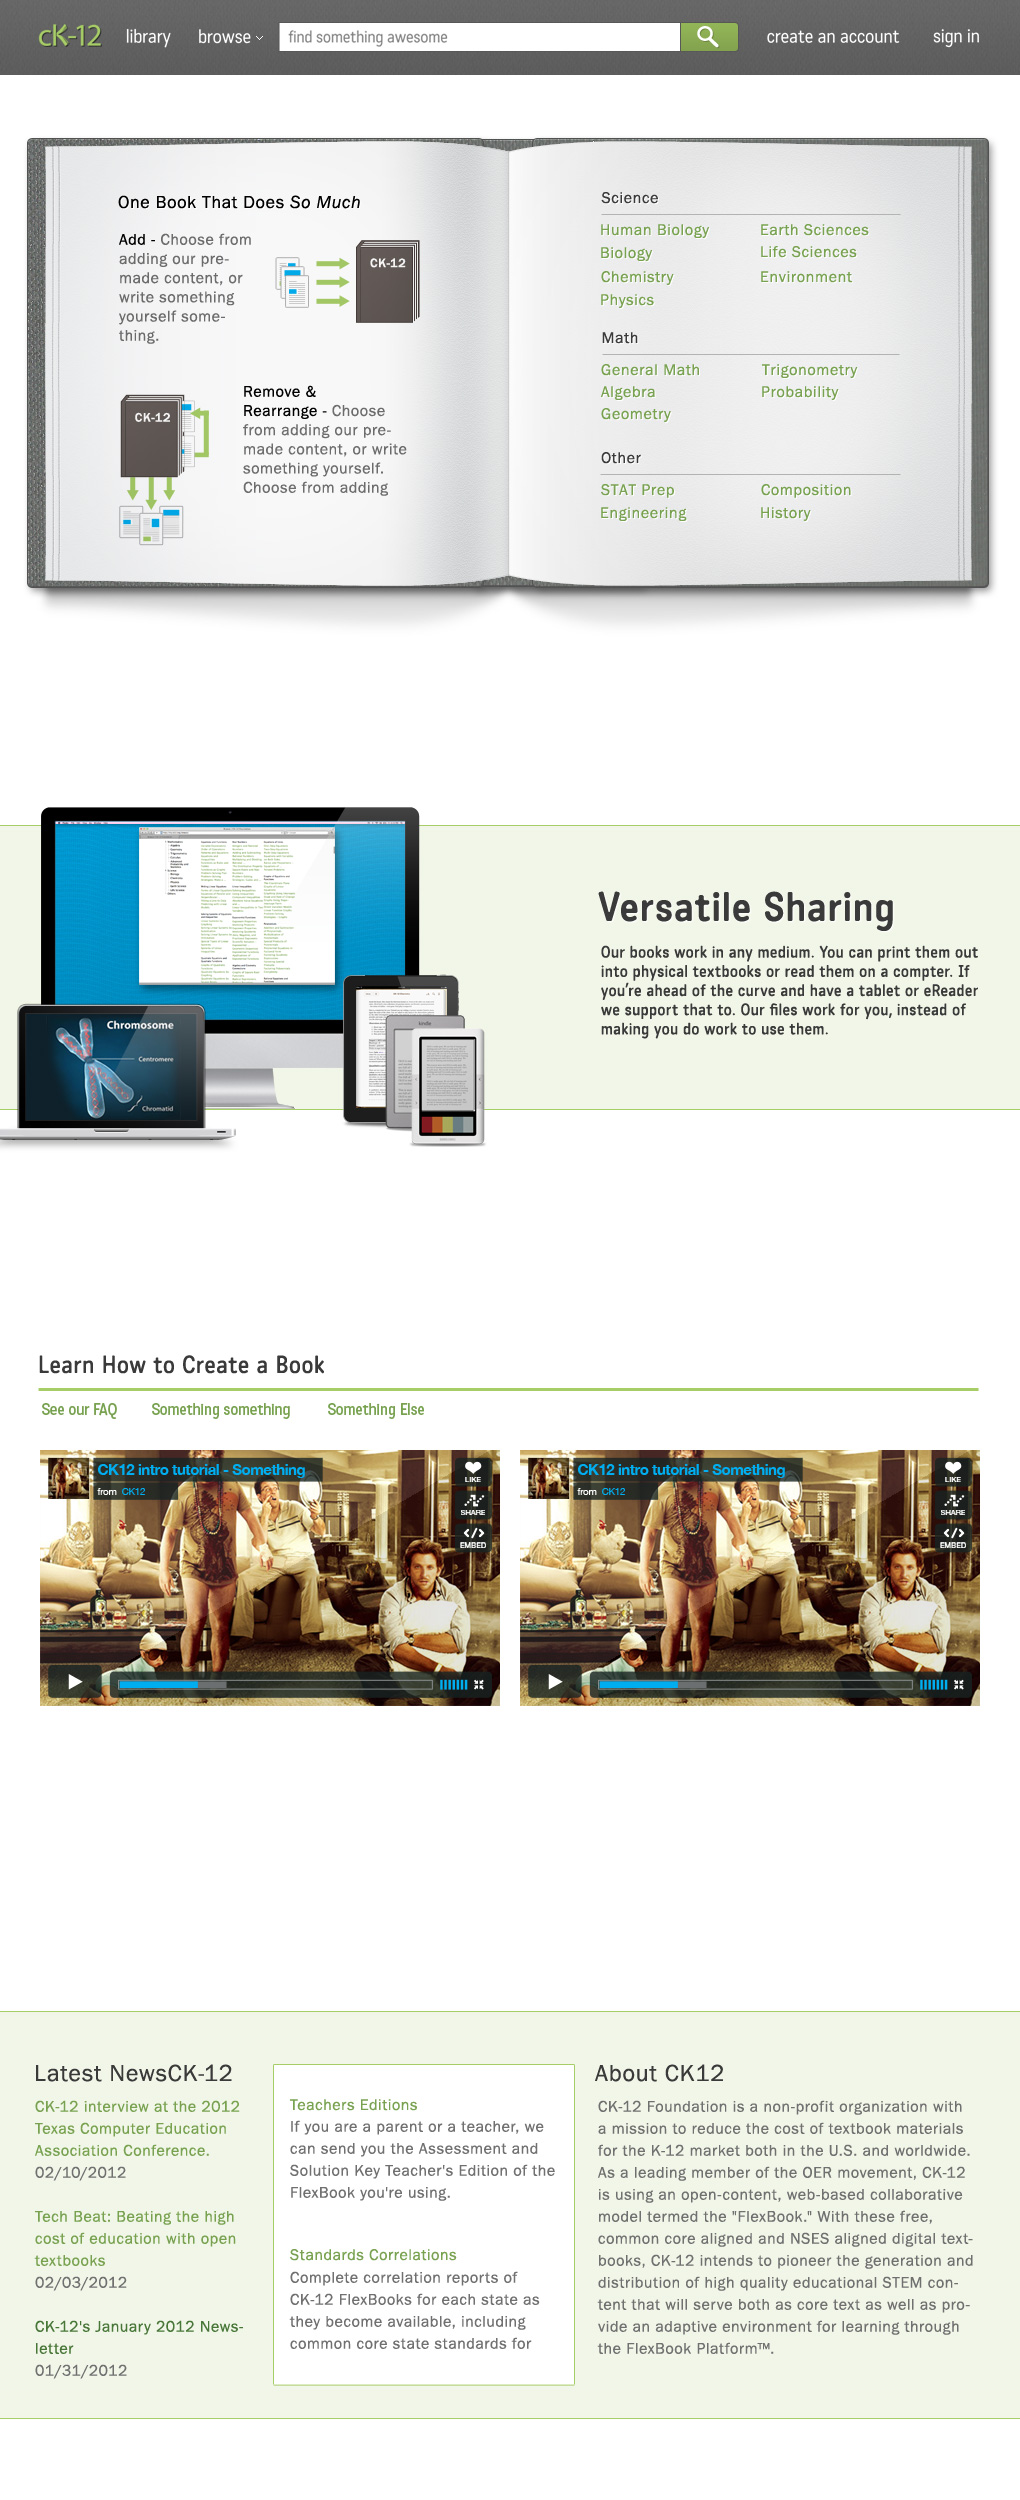 cK-12 library browse find something awesome create an account sign in
One Book That Does So Much
Add - Choose from
adding our pre-
made content, or
write something
yourself some-
thing.
CK-12
CK-12
Remove &
Rearrange - Choose
from adding our pre-
made content, or write
something yourself.
Choose from adding
Science
Human Biology Earth Sciences
Biology Life Sciences
Chemistry Environment
Physics
Math
General Math Trigonometry
Algebra Probability
Geometry
Other
STAT Prep Composition
Engineering History
Versatile Sharing
Our books work in any medium. You can print them out
into physical textbooks or read them on a compter. If
you're ahead of the curve and have a tablet or eReader
we support that to. Our files work for you, instead of
making you do work to use them.
Chromosome
Centromere
Chromatid
kindle
Learn How to Create a Book
See our FAQ Something something Something Else
CK12 intro tutorial - Something
from CK12
LIKE
SHARE
EMBED
CK12 intro tutorial - Something
from CK12
LIKE
SHARE
EMBED
Latest NewsCK-12
CK-12 interview at the 2012
Texas Computer Education
Association Conference.
02/10/2012
Tech Beat: Beating the high
cost of education with open
textbooks
02/03/2012
CK-12's January 2012 News-
letter
01/31/2012
Teachers Editions
If you are a parent or a teacher, we
can send you the Assessment and
Solution Key Teacher's Edition of the
FlexBook you're using.
Standards Correlations
Complete correlation reports of
CK-12 FlexBooks for each state as
they become available, including
common core state standards for
About CK12
CK-12 Foundation is a non-profit organization with
a mission to reduce the cost of textbook materials
for the K-12 market both in the U.S. and worldwide.
As a leading member of the OER movement, CK-12
is using an open-content, web-based collaborative
model termed the "FlexBook." With these free,
common core aligned and NSES aligned digital text-
books, CK-12 intends to pioneer the generation and
distribution of high quality educational STEM con-
tent that will serve both as core text as well as pro-
vide an adaptive environment for learning through
the FlexBook Platform™.